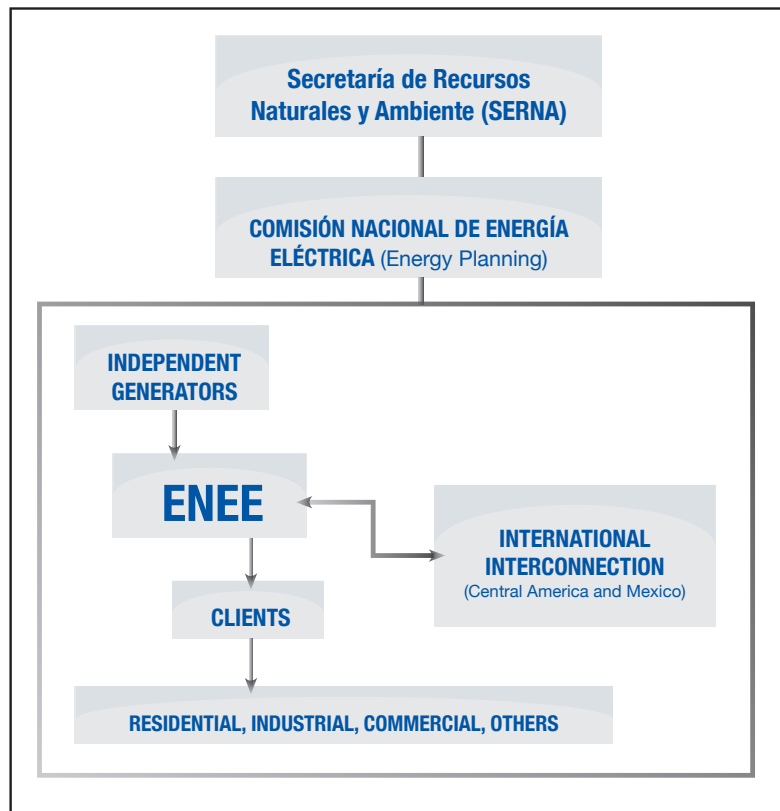 Secretaría de Recursos
Naturales y Ambiente (SERNA)
COMISIÓN NACIONAL DE ENERGÍA
ELÉCTRICA (Energy Planning)
INDEPENDENT
GENERATORS
ENEE
INTERNATIONAL
INTERCONNECTION
(Central America and Mexico)
CLIENTS
RESIDENTIAL, INDUSTRIAL, COMMERCIAL, OTHERS